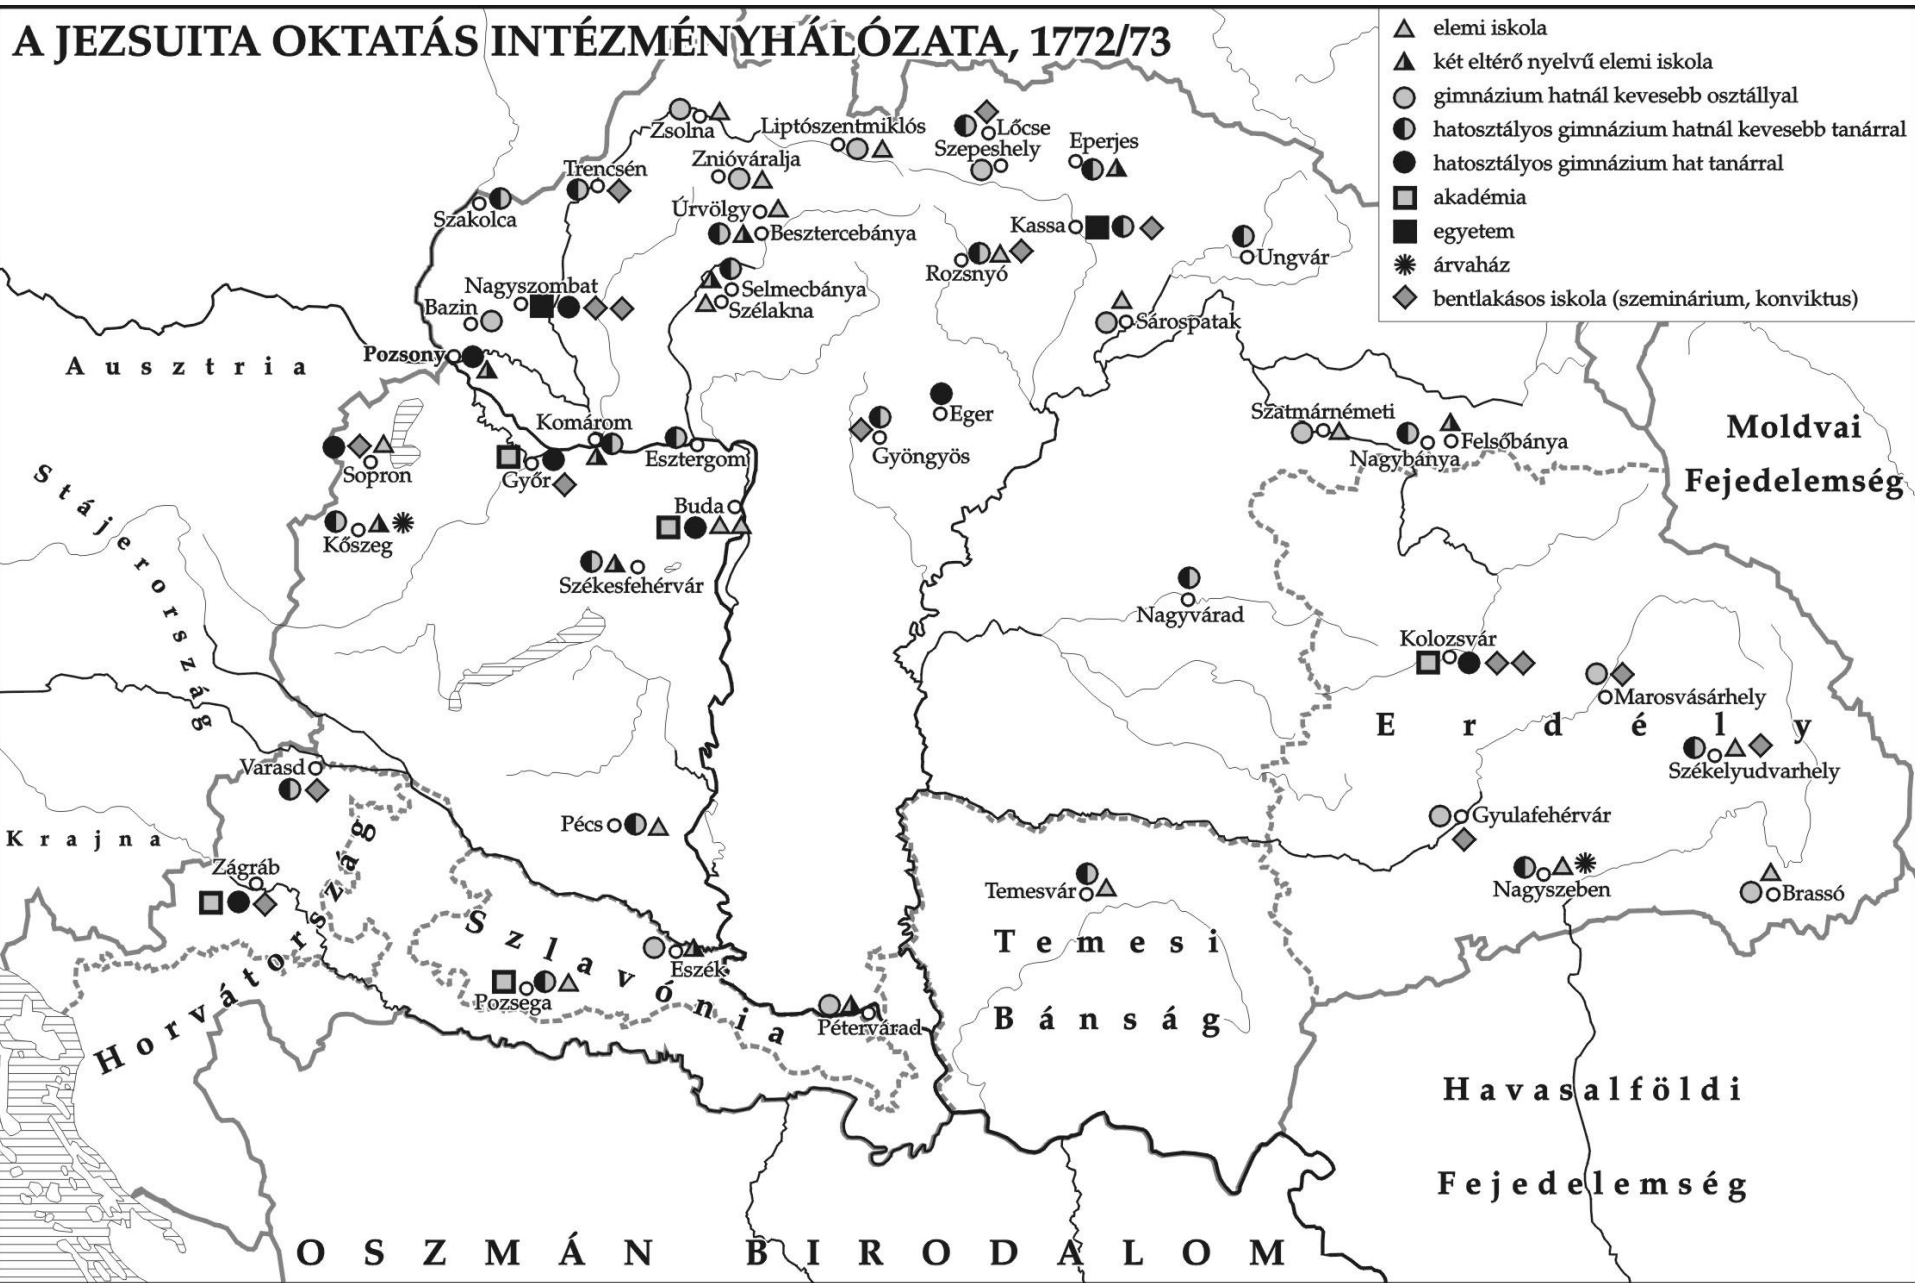 A JEZSUITA OKTATÁS INTÉZMÉNYHÁLÓZATA, 1772/73
elemi iskola
két eltérő nyelvű elemi iskola
gimnázium hatnál kevesebb osztállyal
hatosztályos gimnázium hatnál kevesebb tanárral
hatosztályos gimnázium hat tanárral
akadémia
egyetem
árvaház
bentlakásos iskola (szeminárium, konviktus)
Zsolna
Liptószentmiklós
Lőcse
Szepeshely
Eperjes
Znióváralja
Trencsén
Szakolca
Úrvölgy
Besztercebánya
Kassa
Rozsnyó
Ungvár
Nagyszombat
Selmecbánya
Szélakna
Bazin
Sárospatak
Pozsony
Ausztria
Eger
Komárom
Szatmárnémeti
Felsőbánya
Nagybánya
Moldvai
Fejedelemség
Gyöngyös
Esztergom
Győr
Sopron
Stájerország
Buda
Kőszeg
Székesfehérvár
Nagyvárad
Kolozsvár
Marosvásárhely
Erdély
Székelyudvarhely
Varasd
Pécs
Gyulafehérvár
Krajna
Zágráb
Temesvár
Nagyszeben
Brassó
Horvátország
Szlavónia
Eszék
Pozsega
Pétervárad
Temesi
Bánság
Havasalföldi
Fejedelemség
OSZMÁN BIRODALOM